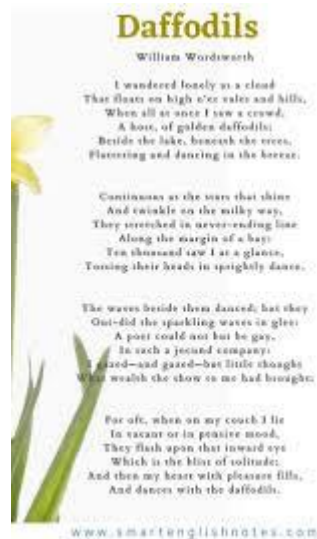 Daffodils
William Wordsworth
I wandered lonely as a cloud
That floats on high o'er vales and hills,
When all at once I saw a crowd,
A host, of golden daffodils;
Beside the lake, beneath the trees,
Fluttering and dancing in the breeze.
Continuous as the stars that shine
And twinkle on the milky way,
They stretched in never-ending line
Along the margin of a bay:
Ten thousand saw I at a glance,
Tossing their heads in sprightly dance.
The waves beside them danced; but they
Out-did the sparkling waves in glee:
A poet could not but be gay,
In such a jocund company:
I gazed—and gazed—but little thought
What wealth the show to me had brought:
For oft, when on my couch I lie
In vacant or in pensive mood,
They flash upon that inward eye
Which is the bliss of solitude;
And then my heart with pleasure fills,
And dances with the daffodils.
www.smartenglishnotes.com